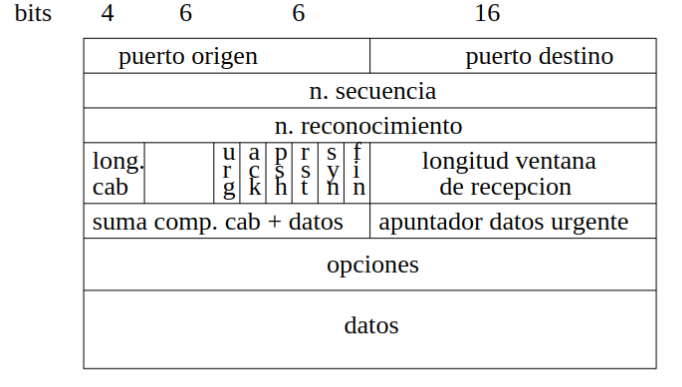 bits 4 6 6 16
puerto origen puerto destino
n. secuencia
n. reconocimiento
long. cab urg ack psh rst syn fin longitud ventana de recepcion
suma comp. cab + datos apuntador datos urgente
opciones
datos